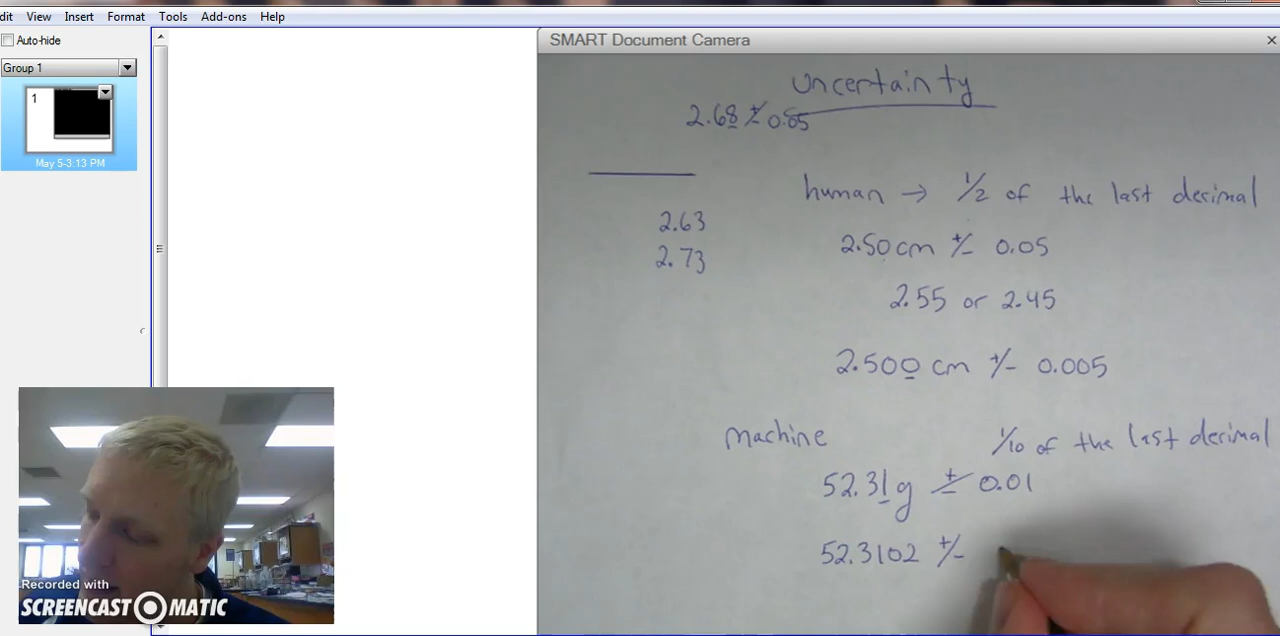 dit View Insert Format Tools Add-ons Help
Auto-hide
Group 1
1
May 5-3.13 PM
SMART Document Camera
Uncertainty
2.68 +/- 0.05
human → 1/2 of the last decimal
2.63
2.50cm +/- 0.05
2.73
2.55 or 2.45
2.500 cm +/- 0.005
machine 1/10 of the last decimal
52.31g +/- 0.01
52.3102 +/-
Recorded with
SCREENCAST-O-MATIC